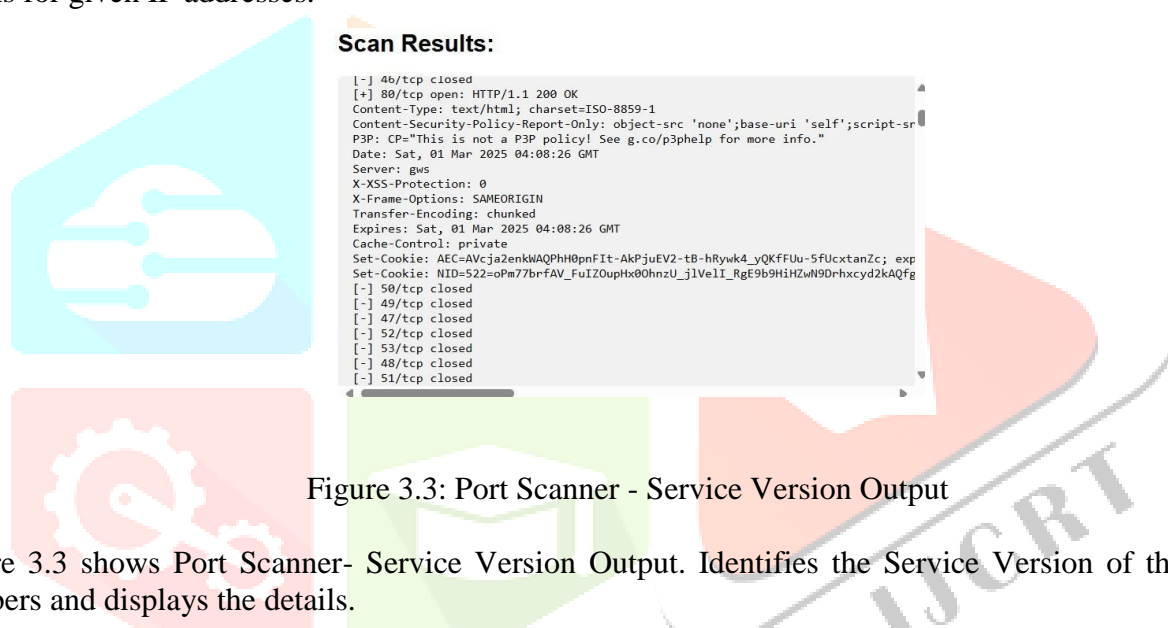 s for given IP addresses.
Scan Results:
[-] 46/tcp closed
[+] 80/tcp open: HTTP/1.1 200 OK
Content-Type: text/html; charset=ISO-8859-1
Content-Security-Policy-Report-Only: object-src 'none';base-uri 'self';script-sr
P3P: CP="This is not a P3P policy! See g.co/p3phelp for more info."
Date: Sat, 01 Mar 2025 04:08:26 GMT
Server: gws
X-XSS-Protection: 0
X-Frame-Options: SAMEORIGIN
Transfer-Encoding: chunked
Expires: Sat, 01 Mar 2025 04:08:26 GMT
Cache-Control: private
Set-Cookie: AEC=AVcja2enkWAQPhH0pnFIt-AkPjuEV2-tB-hRywk4_yQKfFUu-5fUcxtanZc; exp
Set-Cookie: NID=522=oPm77brfAV_FuIZOupHx0OhnzU_jlVelI_RgE9b9HiHZwN9Drhxcyd2kAQfg
[-] 50/tcp closed
[-] 49/tcp closed
[-] 47/tcp closed
[-] 52/tcp closed
[-] 53/tcp closed
[-] 48/tcp closed
[-] 51/tcp closed
Figure 3.3: Port Scanner - Service Version Output
re 3.3 shows Port Scanner- Service Version Output. Identifies the Service Version of th
bers and displays the details.
IJCRT